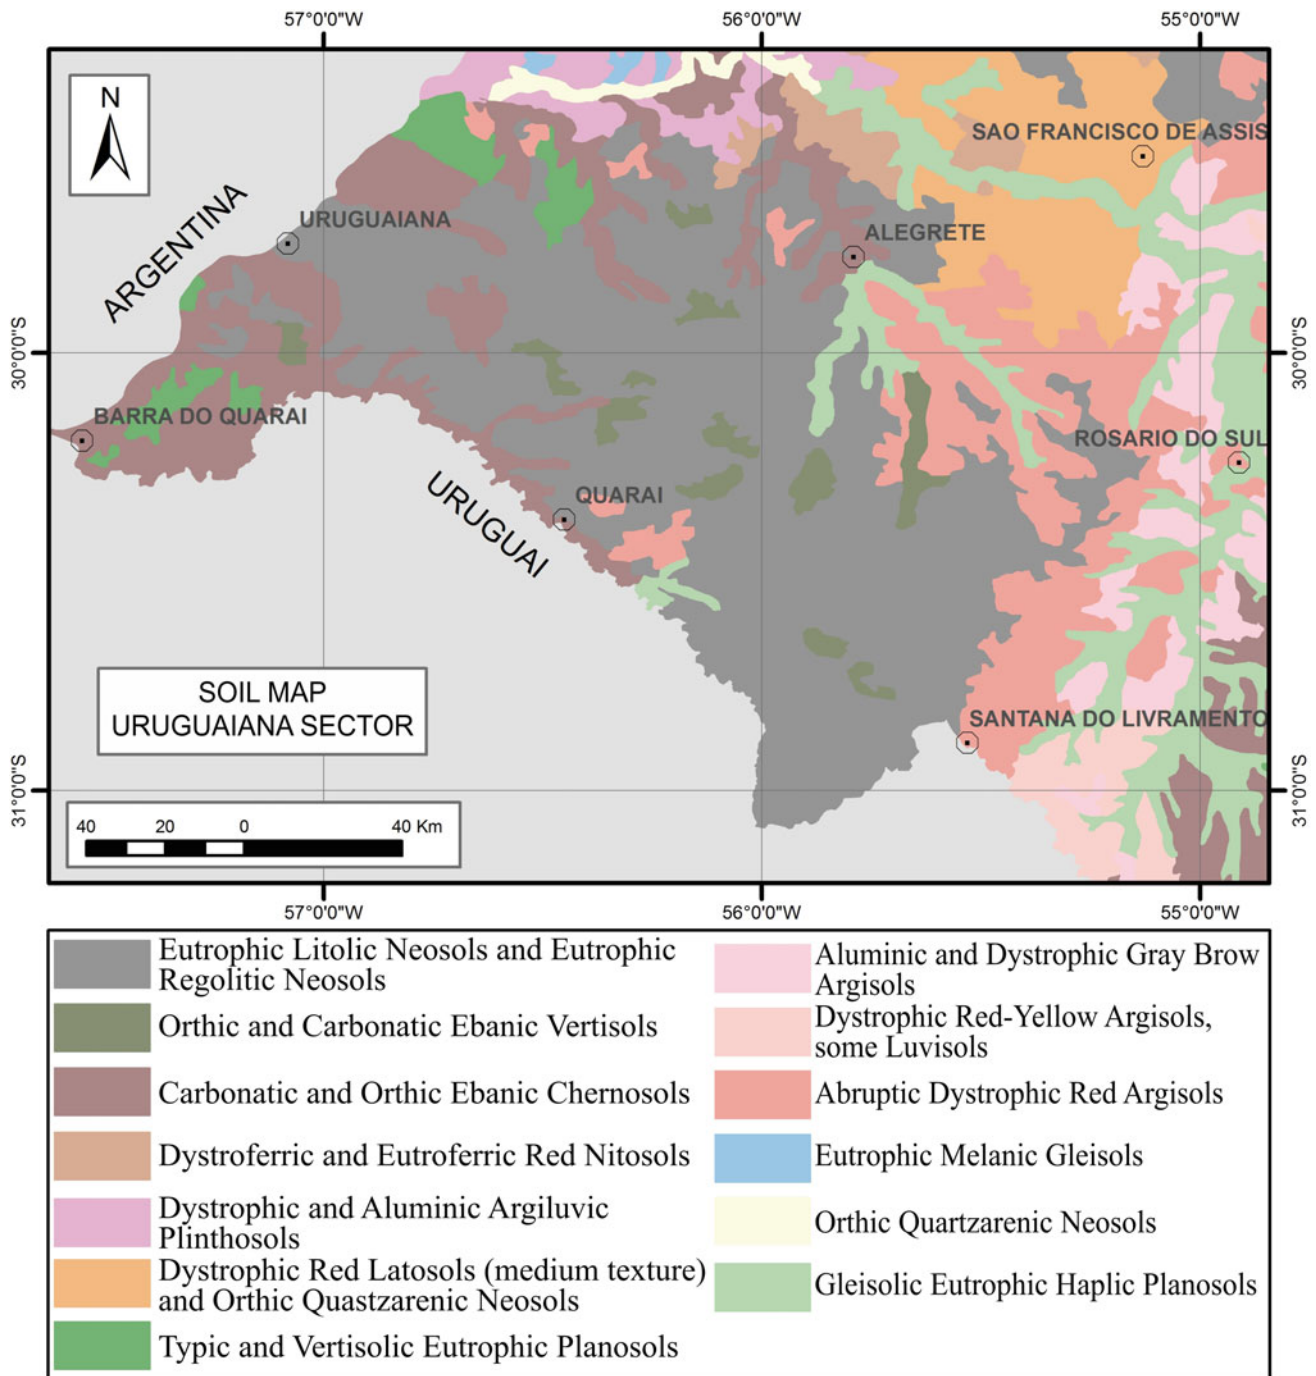 57°0'0"W 56°0'0"W 55°0'0"W
N
SAO FRANCISCO DE ASSIS
ARGENTINA
URUGUAIANA
ALEGRETE
30°0'0"S 30°0'0"S
BARRA DO QUARAI
ROSARIO DO SUL
URUGUAI
QUARAI
SOIL MAP
URUGUAIANA SECTOR
SANTANA DO LIVRAMENTO
31°0'0"S 31°0'0"S
40 20 0 40 Km
57°0'0"W 56°0'0"W 55°0'0"W
Eutrophic Litolic Neosols and Eutrophic
Regolitic Neosols
Orthic and Carbonatic Ebanic Vertisols
Carbonatic and Orthic Ebanic Chernosols
Dystroferric and Eutroferric Red Nitosols
Dystrophic and Aluminic Argiluvic
Plinthosols
Dystrophic Red Latosols (medium texture)
and Orthic Quastzarenic Neosols
Typic and Vertisolic Eutrophic Planosols
Aluminic and Dystrophic Gray Brow
Argisols
Dystrophic Red-Yellow Argisols,
some Luvisols
Abruptic Dystrophic Red Argisols
Eutrophic Melanic Gleisols
Orthic Quartzarenic Neosols
Gleisolic Eutrophic Haplic Planosols